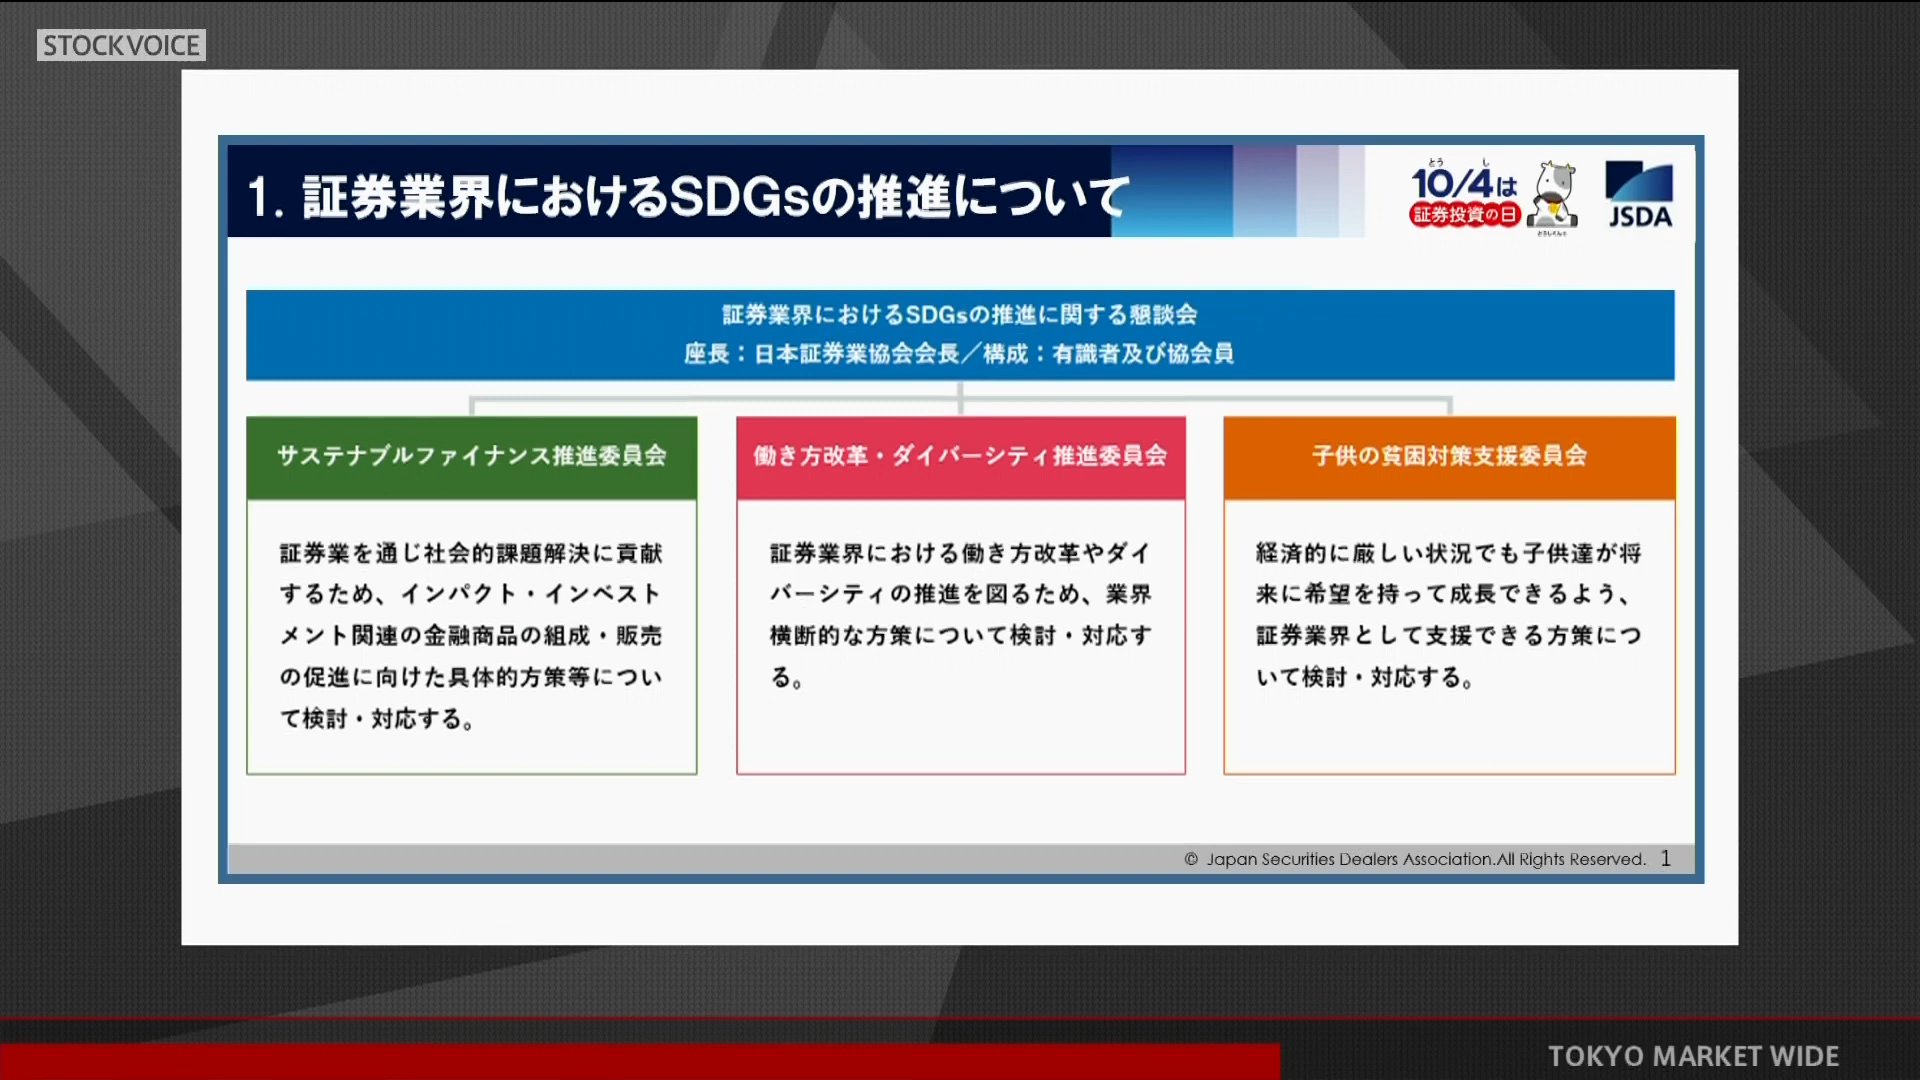 STOCKVOICE
1. 証券業界におけるSDGsの推進について
とう し
10/4は
証券投資の日
とうしくん
JSDA
証券業界におけるSDGsの推進に関する懇談会
座長：日本証券業協会会長／構成：有識者及び協会員
サステナブルファイナンス推進委員会
証券業を通じ社会的課題解決に貢献
するため、インパクト・インベスト
メント関連の金融商品の組成・販売
の促進に向けた具体的方策等につい
て検討・対応する。
働き方改革・ダイバーシティ推進委員会
証券業界における働き方改革やダイ
バーシティの推進を図るため、業界
横断的な方策について検討・対応す
る。
子供の貧困対策支援委員会
経済的に厳しい状況でも子供達が将
来に希望を持って成長できるよう、
証券業界として支援できる方策につ
いて検討・対応する。
© Japan Securities Dealers Association.All Rights Reserved. 1
TOKYO MARKET WIDE